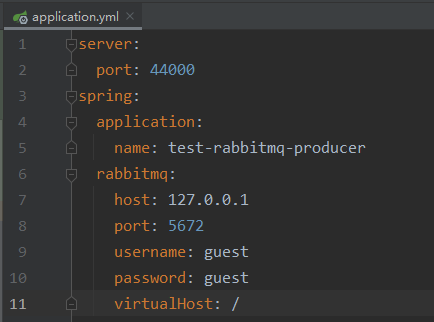 application.yml
1 server:
2   port: 44000
3 spring:
4   application:
5     name: test-rabbitmq-producer
6   rabbitmq:
7     host: 127.0.0.1
8     port: 5672
9     username: guest
10     password: guest
11     virtualHost: /